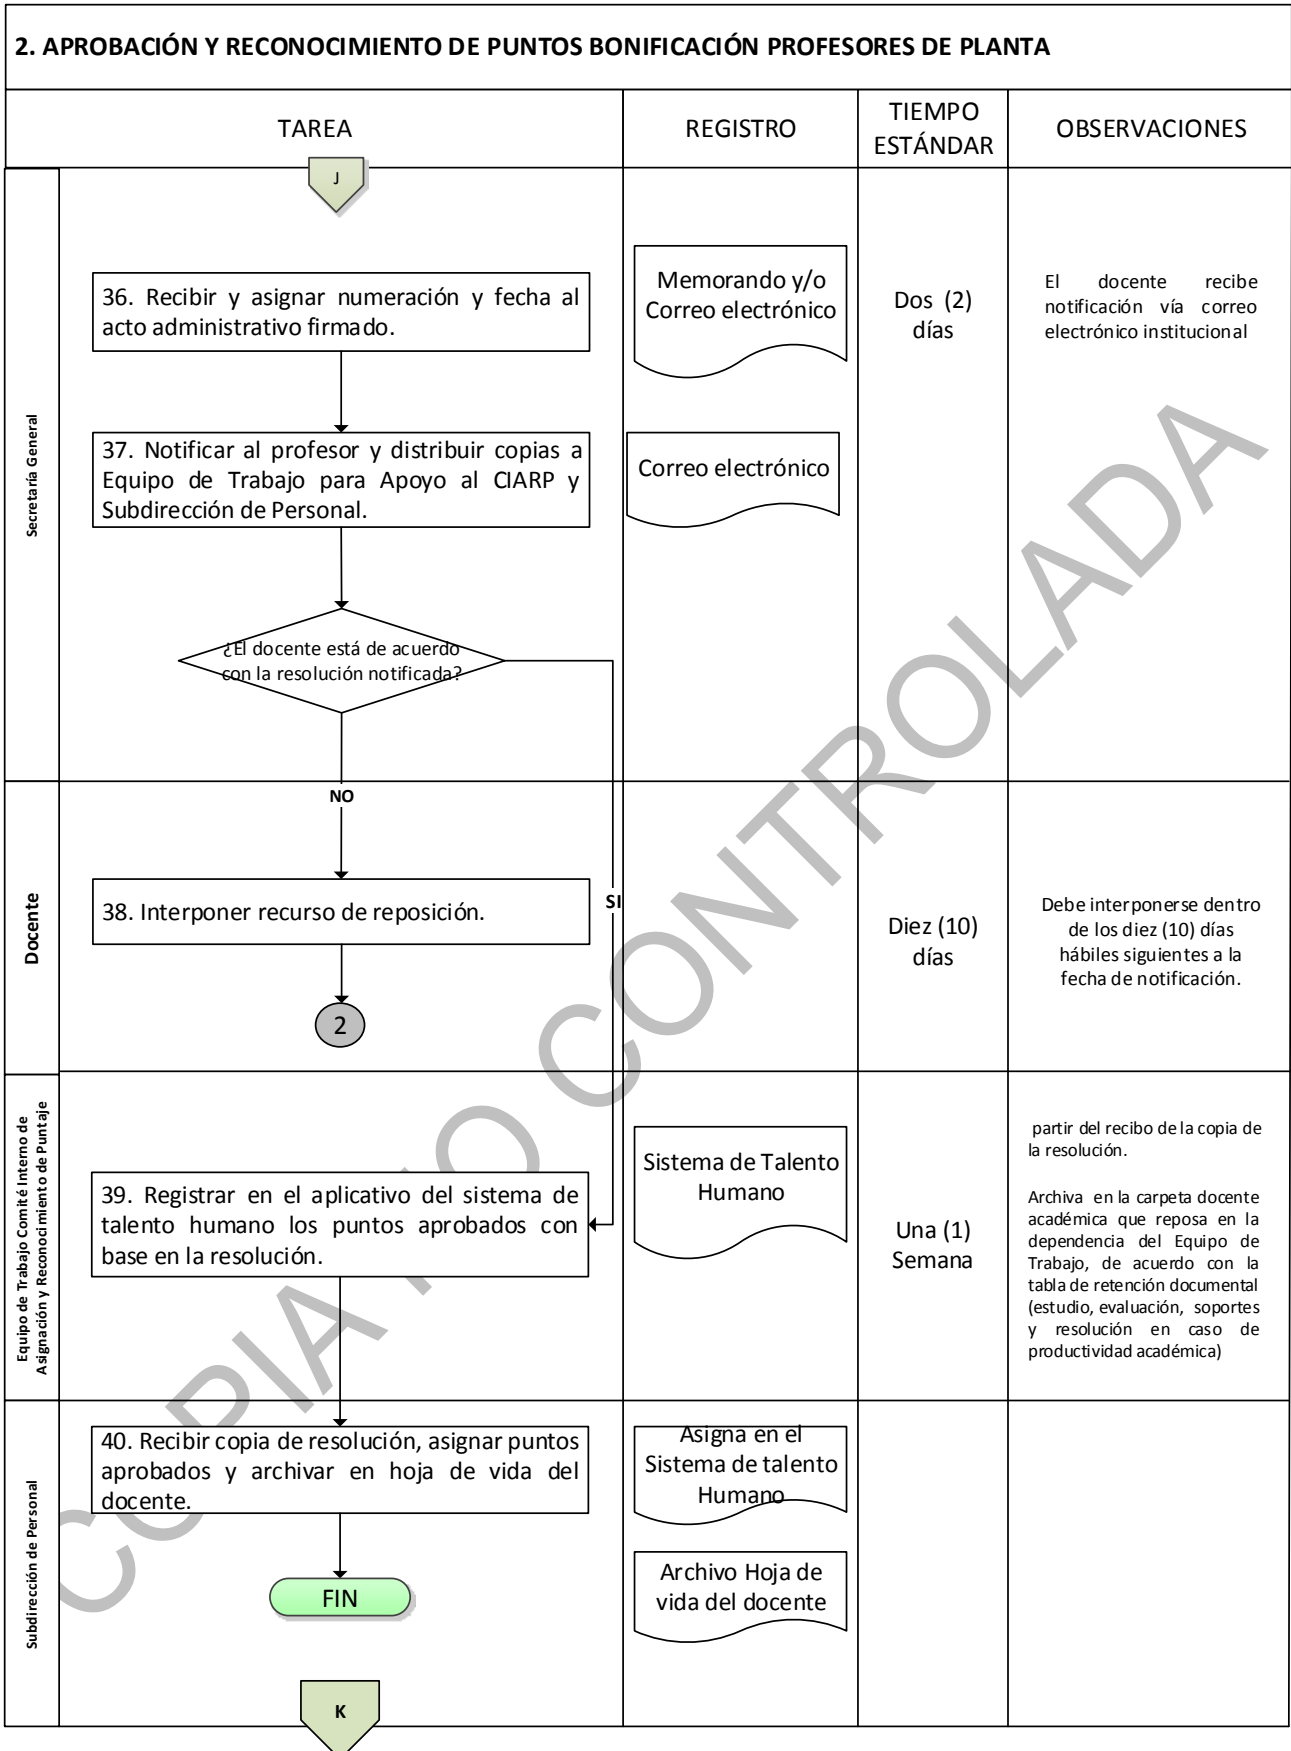 2. APROBACIÓN Y RECONOCIMIENTO DE PUNTOS BONIFICACIÓN PROFESORES DE PLANTA
TAREA
REGISTRO
TIEMPO
ESTÁNDAR
OBSERVACIONES
J
Secretaría General
36. Recibir y asignar numeración y fecha al
acto administrativo firmado.
Memorando y/o
Correo electrónico
Dos (2)
días
El docente recibe
notificación vía correo
electrónico institucional
37. Notificar al profesor y distribuir copias a
Equipo de Trabajo para Apoyo al CIARP y
Subdirección de Personal.
Correo electrónico
¿El docente está de acuerdo
con la resolución notificada?
NO
SI
Docente
38. Interponer recurso de reposición.
Diez (10)
días
Debe interponerse dentro
de los diez (10) días
hábiles siguientes a la
fecha de notificación.
2
Equipo de Trabajo Comité Interno de
Asignación y Reconocimiento de Puntaje
39. Registrar en el aplicativo del sistema de
talento humano los puntos aprobados con
base en la resolución.
Sistema de Talento
Humano
Una (1)
Semana
partir del recibo de la copia de
la resolución.
Archiva en la carpeta docente
académica que reposa en la
dependencia del Equipo de
Trabajo, de acuerdo con la
tabla de retención documental
(estudio, evaluación, soportes
y resolución en caso de
productividad académica)
Subdirección de Personal
40. Recibir copia de resolución, asignar puntos
aprobados y archivar en hoja de vida del
docente.
Asigna en el
Sistema de talento
Humano
Archivo Hoja de
vida del docente
FIN
K
COPIA NO CONTROLADA